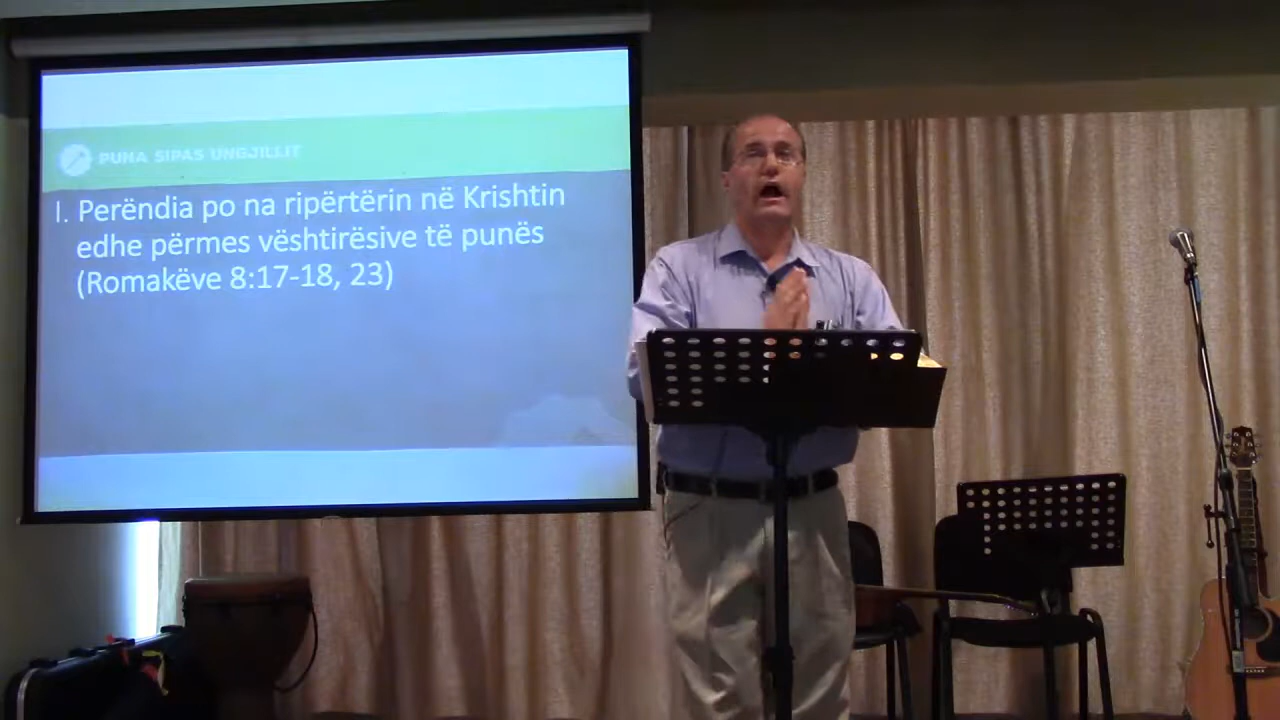 PUNA SIPAS UNGJILLIT
I. Perëndia po na ripërtërin në Krishtin
edhe përmes vështirësive të punës
(Romakëve 8:17-18, 23)